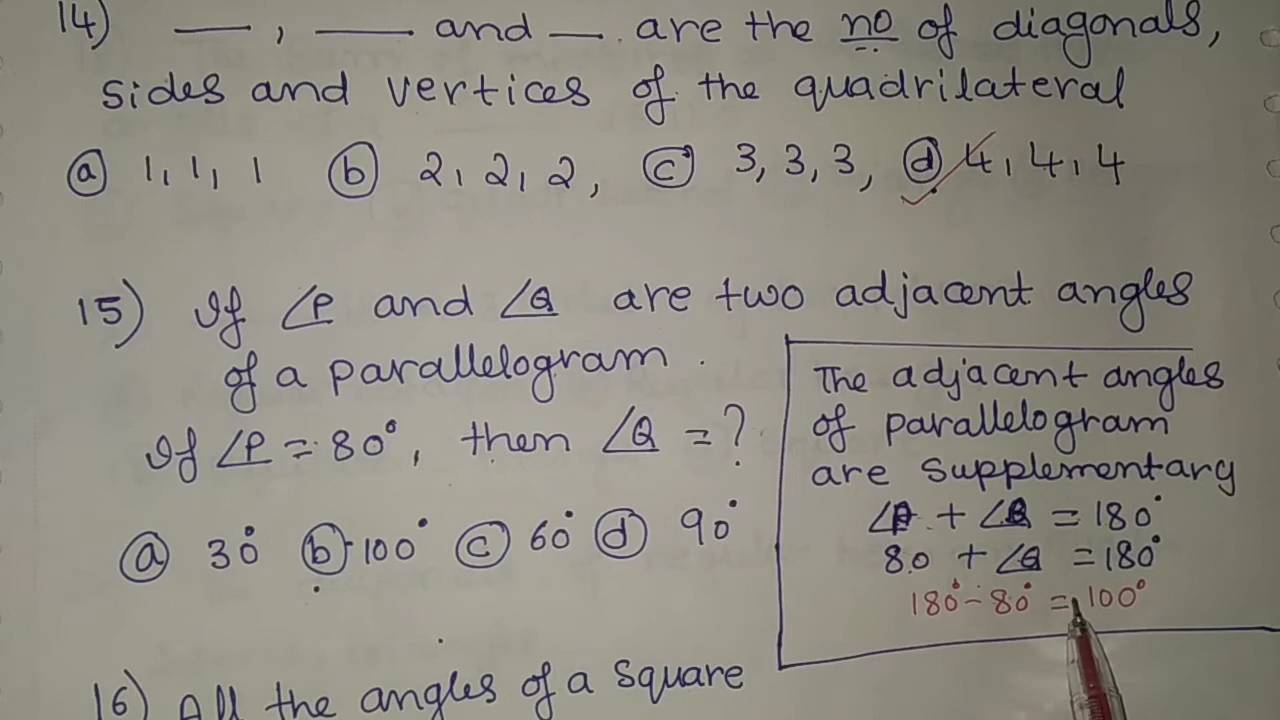 14) __ , __ and __ . are the no of diagonals,
sides and vertices of the quadrilateral
(a) 1, 1, 1 (b) 2, 2, 2, (c) 3, 3, 3, (d) 4, 4, 4
15) If ∠P and ∠Q are two adjacent angles
of a parallelogram.
If ∠P = 80°, then ∠Q = ?
(a) 30° (b) 100° (c) 60° (d) 90°
The adjacent angles
of parallelogram
are supplementary
∠P + ∠Q = 180°
80 + ∠Q = 180°
180° - 80° = 100°
16) All the angles of a square